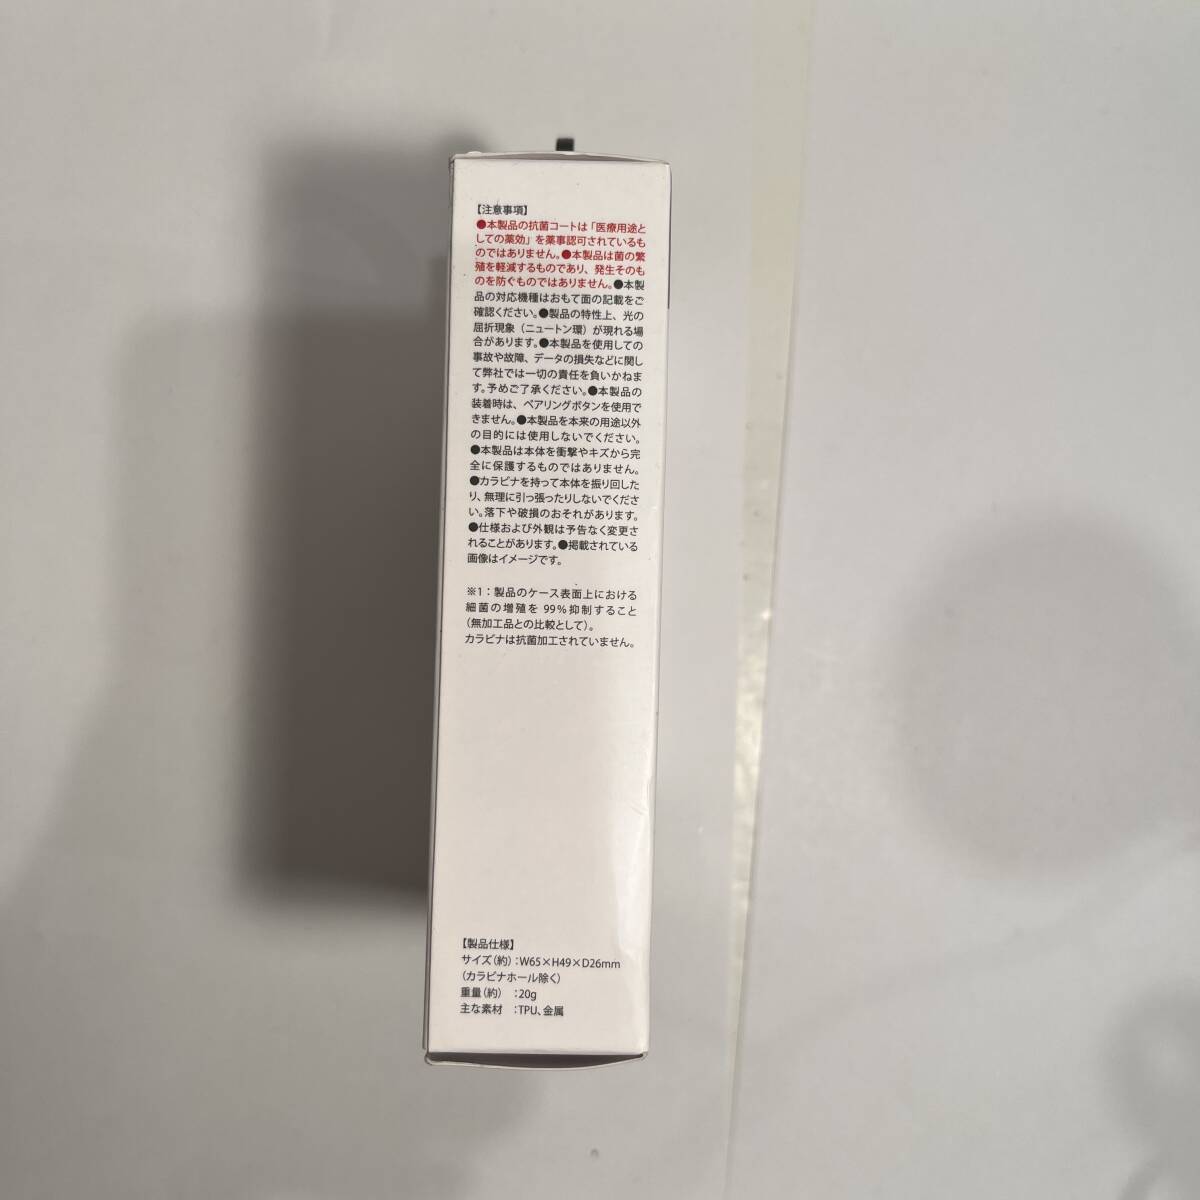 【注意事項】
●本製品の抗菌コートは「医療用途と
しての薬効」を薬事認可されているも
のではありません。●本製品は菌の繁
殖を軽減するものであり、発生そのも
のを防ぐものではありません。●本製
品の対応機種はおもて面の記載をご
確認ください。●製品の特性上、光の
屈折現象（ニュートン環）が現れる場
合があります。●本製品を使用しての
事故や故障、データの損失などに関し
て弊社では一切の責任を負いかねま
す。予めご了承ください。●本製品の
装着時は、ペアリングボタンを使用で
きません。●本製品を本来の用途以外
の目的には使用しないでください。
●本製品は本体を衝撃やキズから完
全に保護するものではありません。
●カラビナを持って本体を振り回した
り、無理に引っ張ったりしないでくださ
い。落下や破損のおそれがあります。
●仕様および外観は予告なく変更さ
れることがあります。●掲載されている
画像はイメージです。
※1：製品のケース表面上における
細菌の増殖を 99%抑制すること
（無加工品との比較として）。
カラビナは抗菌加工されていません。
【製品仕様】
サイズ（約）：W65×H49×D26mm
（カラビナホール除く）
重量（約）：20g
主な素材 ：TPU、金属